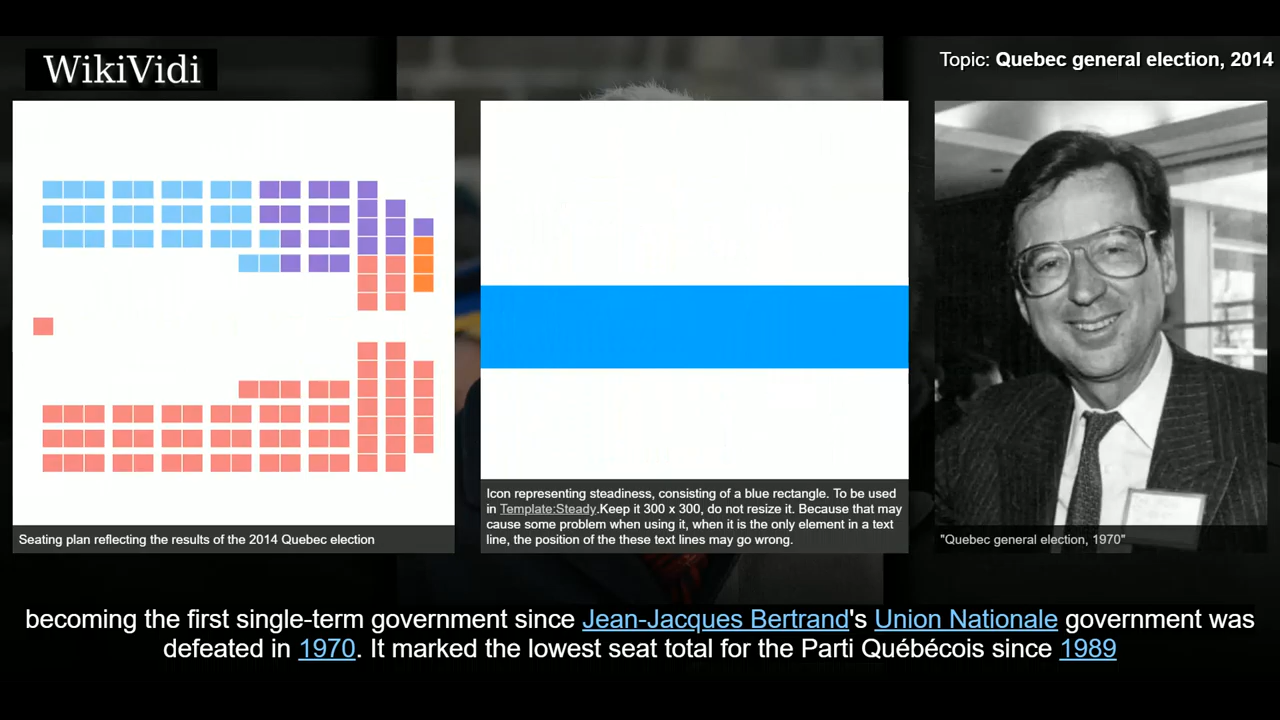 WikiVidi
Topic: Quebec general election, 2014
Seating plan reflecting the results of the 2014 Quebec election
Icon representing steadiness, consisting of a blue rectangle. To be used
in Template:Steady.Keep it 300 x 300, do not resize it. Because that may
cause some problem when using it, when it is the only element in a text
line, the position of the these text lines may go wrong.
"Quebec general election, 1970"
becoming the first single-term government since Jean-Jacques Bertrand's Union Nationale government was
defeated in 1970. It marked the lowest seat total for the Parti Québécois since 1989